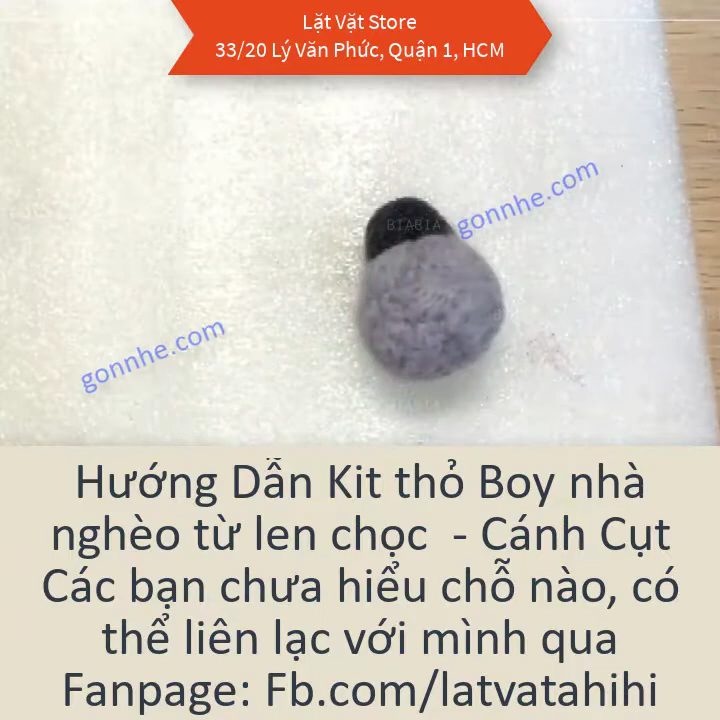 Lặt Vặt Store
33/20 Lý Văn Phức, Quận 1, HCM
gonnhe.com
BIABIA
gonnhe.com
Hướng Dẫn Kit thỏ Boy nhà
nghèo từ len chọc - Cánh Cụt
Các bạn chưa hiểu chỗ nào, có
thể liên lạc với mình qua
Fanpage: Fb.com/latvatahihi